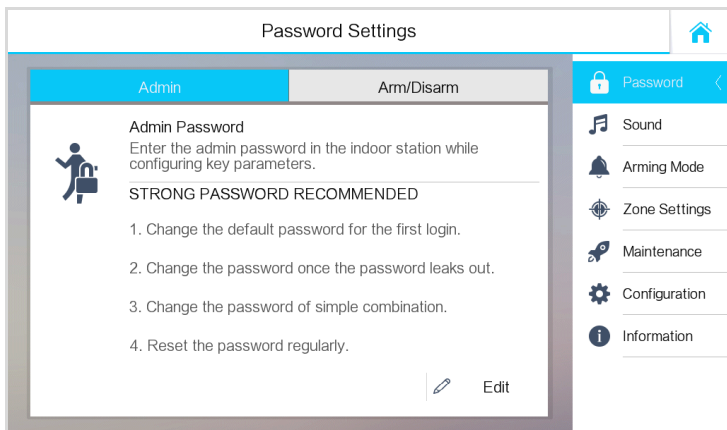 Password Settings
Admin
Arm/Disarm
Admin Password
Enter the admin password in the indoor station while
configuring key parameters.
STRONG PASSWORD RECOMMENDED
1. Change the default password for the first login.
2. Change the password once the password leaks out.
3. Change the password of simple combination.
4. Reset the password regularly.
Edit
Password
Sound
Arming Mode
Zone Settings
Maintenance
Configuration
Information